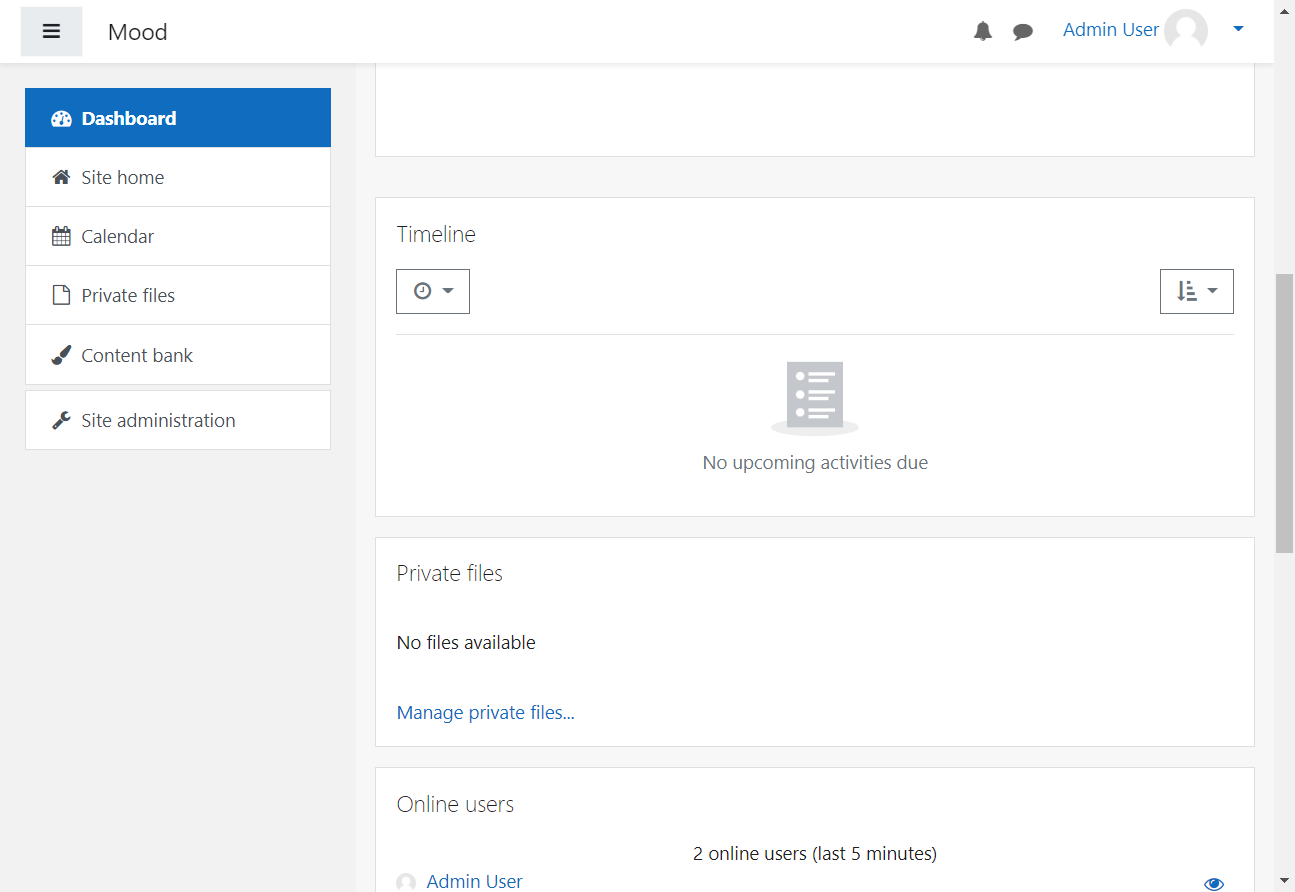 Mood
Admin User
Dashboard
Site home
Calendar
Private files
Content bank
Site administration
Timeline
No upcoming activities due
Private files
No files available
Manage private files...
Online users
2 online users (last 5 minutes)
Admin User